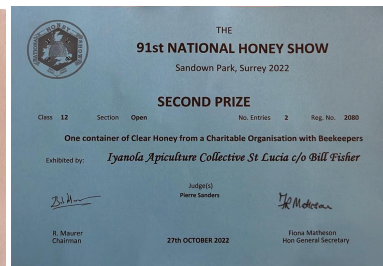 THE
91st NATIONAL HONEY SHOW
Sandown Park, Surrey 2022
SECOND PRIZE
Class 12 Section Open No. Entries 2 Reg. No. 2080
One container of Clear Honey from a Charitable Organisation with Beekeepers
Exhibited by: Iyanola Apiculture Collective St Lucia c/o Bill Fisher
Judge(s)
Pierre Sanders
R. Maurer
Chairman
27th OCTOBER 2022
Fiona Matheson
Hon General Secretary